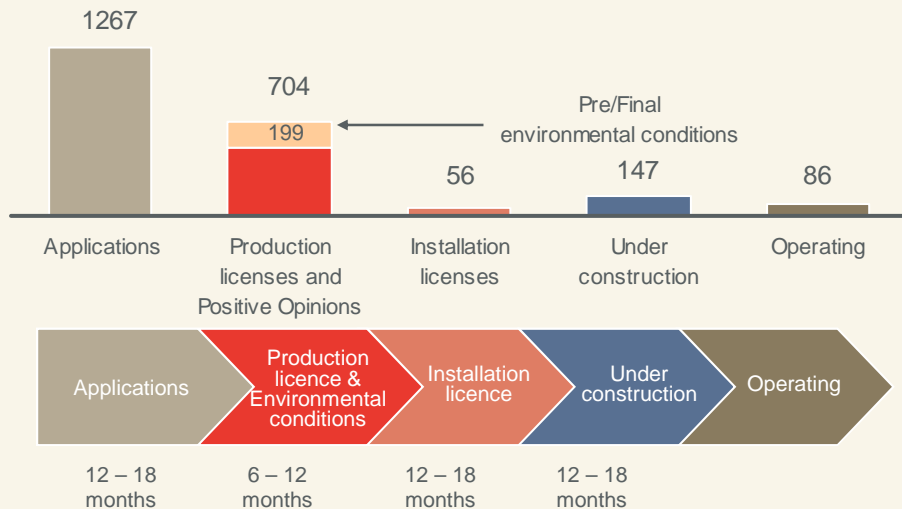 1267
704
199
Pre/Final
environmental conditions
56
147
86
Applications
Production
licenses and
Positive Opinions
Installation
licenses
Under
construction
Operating
Applications
Production
licence &
Environmental
conditions
Installation
licence
Under
construction
Operating
12 – 18
months
6 – 12
months
12 – 18
months
12 – 18
months